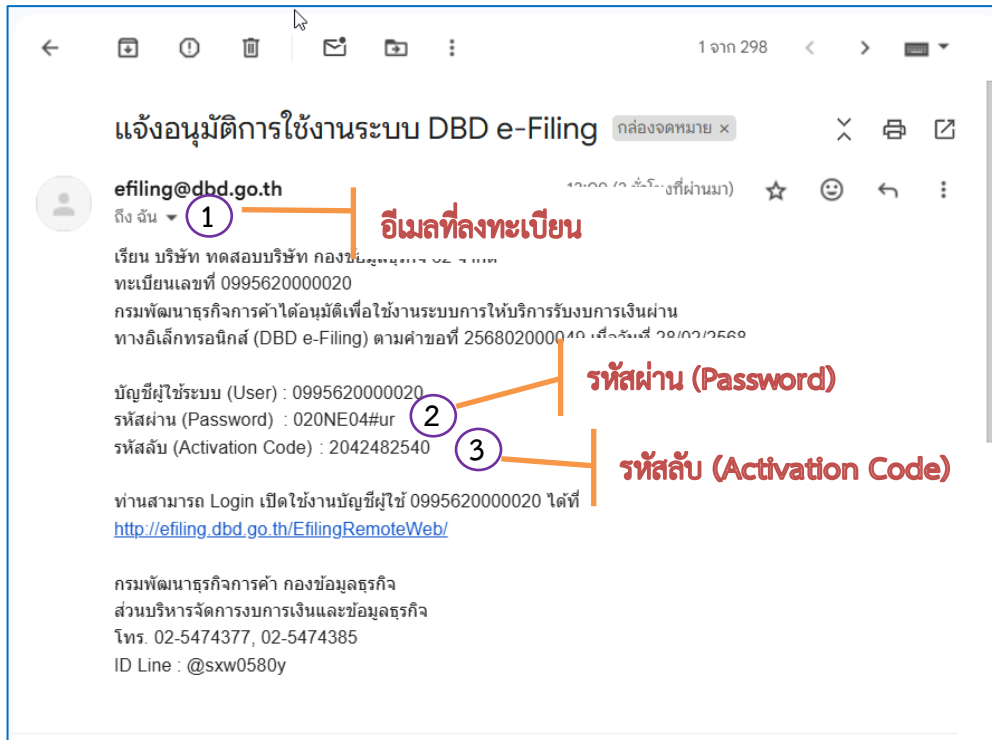 1 จาก 298
แจ้งอนุมัติการใช้งานระบบ DBD e-Filing กล่องจดหมาย ×
efiling@dbd.go.th
ถึง ฉัน
1
อีเมลที่ลงทะเบียน
เรียน บริษัท ทดสอบบริษัท
ทะเบียนเลขที่ 0995620000020
กรมพัฒนาธุรกิจการค้าได้อนุมัติเพื่อใช้งานระบบการให้บริการรับงบการเงินผ่าน
ทางอิเล็กทรอนิกส์ (DBD e-Filing) ตามคำขอที่ 256802000049 เมื่อวันที่ 28/02/2568
บัญชีผู้ใช้ระบบ (User) : 0995620000020
รหัสผ่าน (Password) : 020NE04#ur
2
รหัสผ่าน (Password)
รหัสลับ (Activation Code) : 2042482540
3
รหัสลับ (Activation Code)
ท่านสามารถ Login เปิดใช้งานบัญชีผู้ใช้ 0995620000020 ได้ที่
http://efiling.dbd.go.th/EfilingRemoteWeb/
กรมพัฒนาธุรกิจการค้า กองข้อมูลธุรกิจ
ส่วนบริหารจัดการงบการเงินและข้อมูลธุรกิจ
โทร. 02-5474377, 02-5474385
ID Line : @sxw0580y